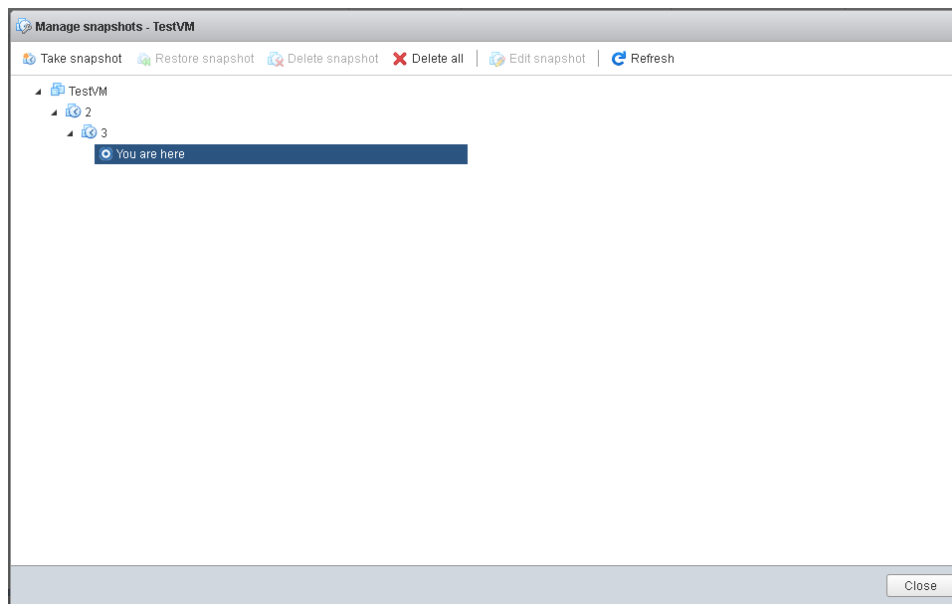 Manage snapshots - TestVM
Take snapshot Restore snapshot Delete snapshot Delete all Edit snapshot Refresh
TestVM
2
3
You are here
Close